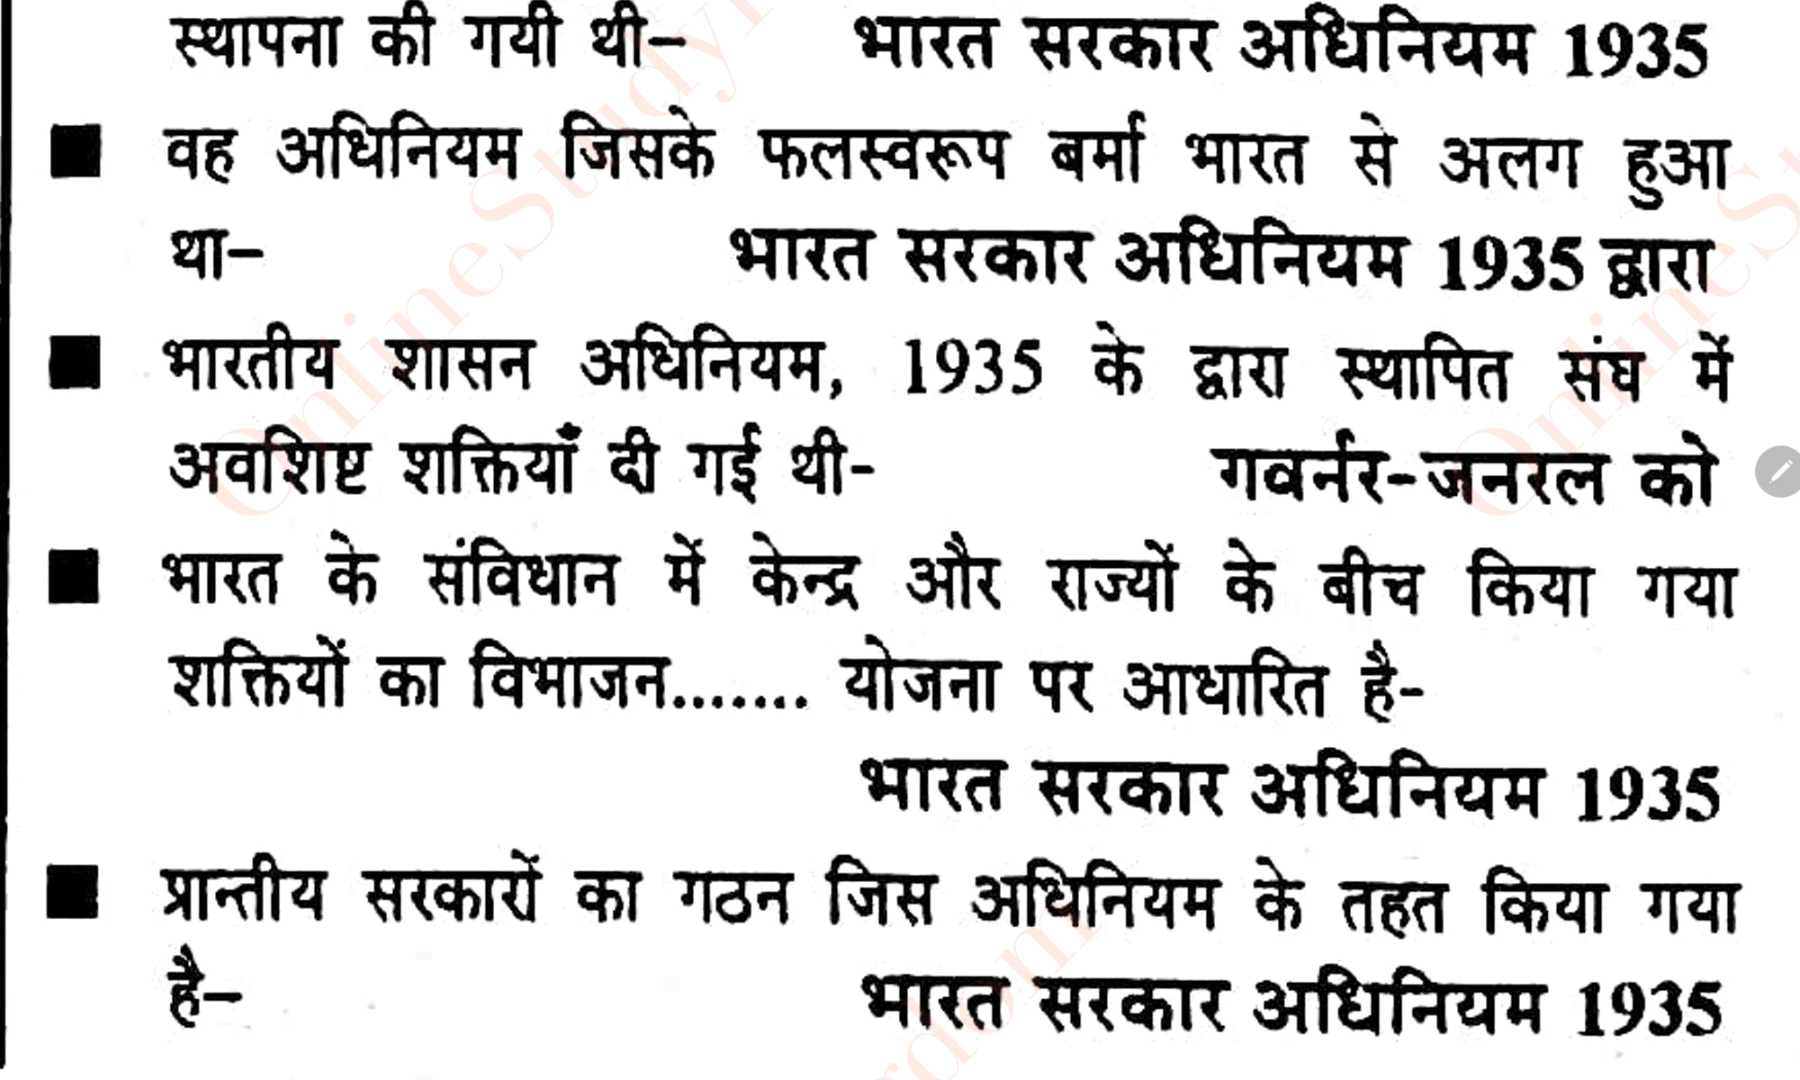 स्थापना की गयी थी– भारत सरकार अधिनियम 1935
■ वह अधिनियम जिसके फलस्वरूप बर्मा भारत से अलग हुआ
था– भारत सरकार अधिनियम 1935 द्वारा
■ भारतीय शासन अधिनियम, 1935 के द्वारा स्थापित संघ में
अवशिष्ट शक्तियाँ दी गई थी- गवर्नर-जनरल को
■ भारत के संविधान में केन्द्र और राज्यों के बीच किया गया
शक्तियों का विभाजन....... योजना पर आधारित है-
भारत सरकार अधिनियम 1935
■ प्रान्तीय सरकारों का गठन जिस अधिनियम के तहत किया गया
है– भारत सरकार अधिनियम 1935